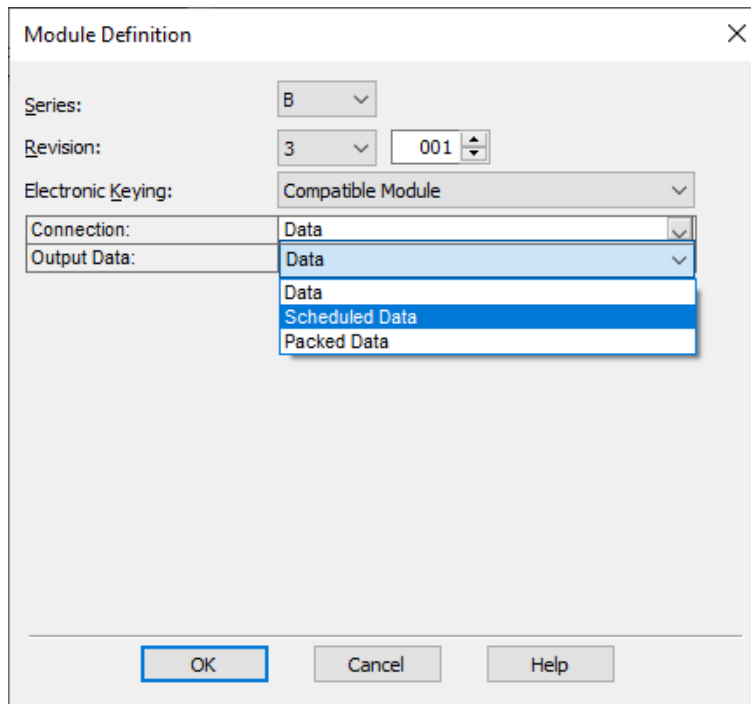 Module Definition
Series: B
Revision: 3 001
Electronic Keying: Compatible Module
Connection: Data
Output Data: Data
Data
Scheduled Data
Packed Data
OK Cancel Help